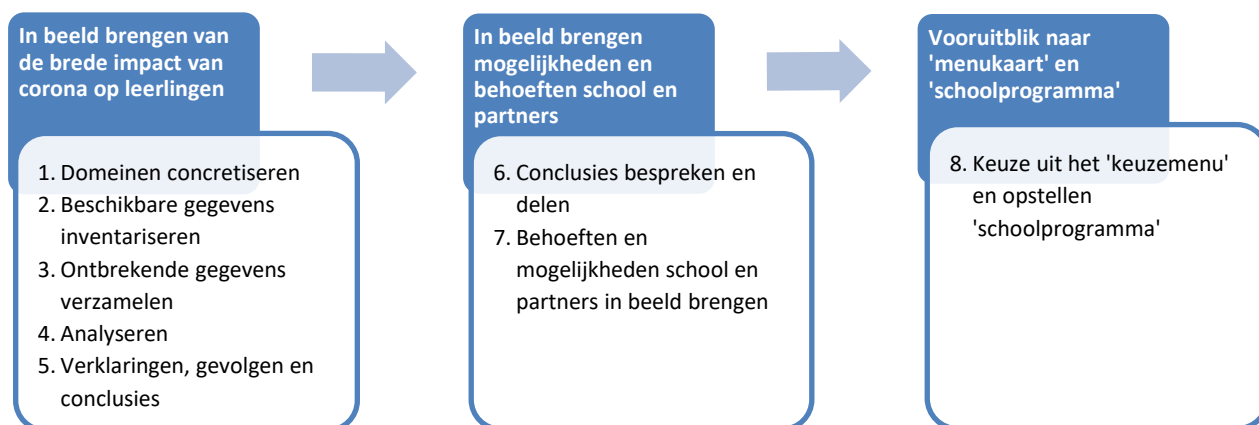 In beeld brengen van
de brede impact van
corona op leerlingen
1. Domeinen concretiseren
2. Beschikbare gegevens
inventariseren
3. Ontbrekende gegevens
verzamelen
4. Analyseren
5. Verklaringen, gevolgen en
conclusies
In beeld brengen
mogelijkheden en
behoeften school en
partners
6. Conclusies bespreken en
delen
7. Behoeften en
mogelijkheden school en
partners in beeld brengen
Vooruitblik naar
'menukaart' en
'schoolprogramma'
8. Keuze uit het 'keuzemenu'
en opstellen
'schoolprogramma'